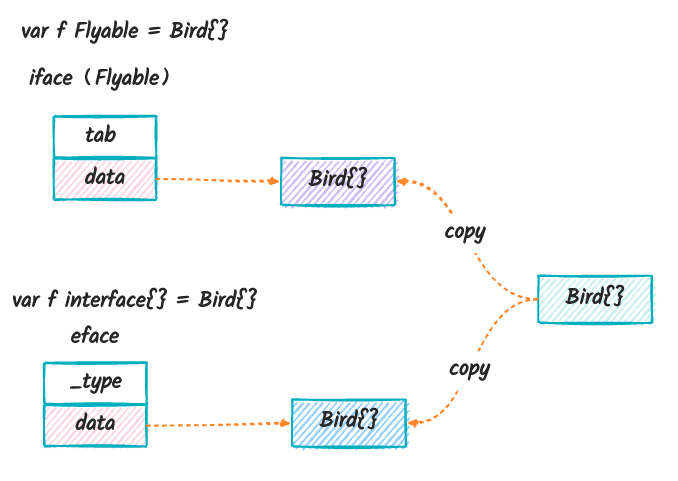 var f Flyable = Bird{}
iface (Flyable)
tab
data
Bird{}
copy
Bird{}
var f interface{} = Bird{}
eface
_type
data
Bird{}
copy